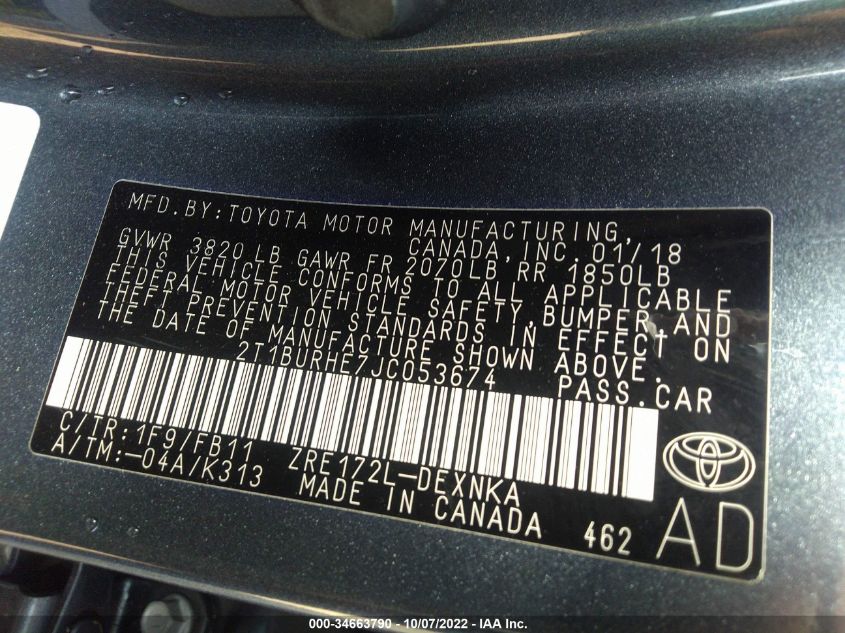 MFD.BY:TOYOTA MOTOR MANUFACTURING,
CANADA,INC. 01/18
GVWR 3820 LB GAWR FR 2070LB RR 1850LB
THIS VEHICLE CONFORMS TO ALL APPLICABLE
FEDERAL MOTOR VEHICLE SAFETY,BUMPER,AND
THEFT PREVENTION STANDARDS IN EFFECT ON
THE DATE OF MANUFACTURE SHOWN ABOVE.
2T1BURHE7JC053674 PASS.CAR
C/TR:1F9/FB11 ZRE172L-DEXNKA
A/TM:-04A/K313 MADE IN CANADA 462
AD
000-34663790 - 10/07/2022 - IAA Inc.